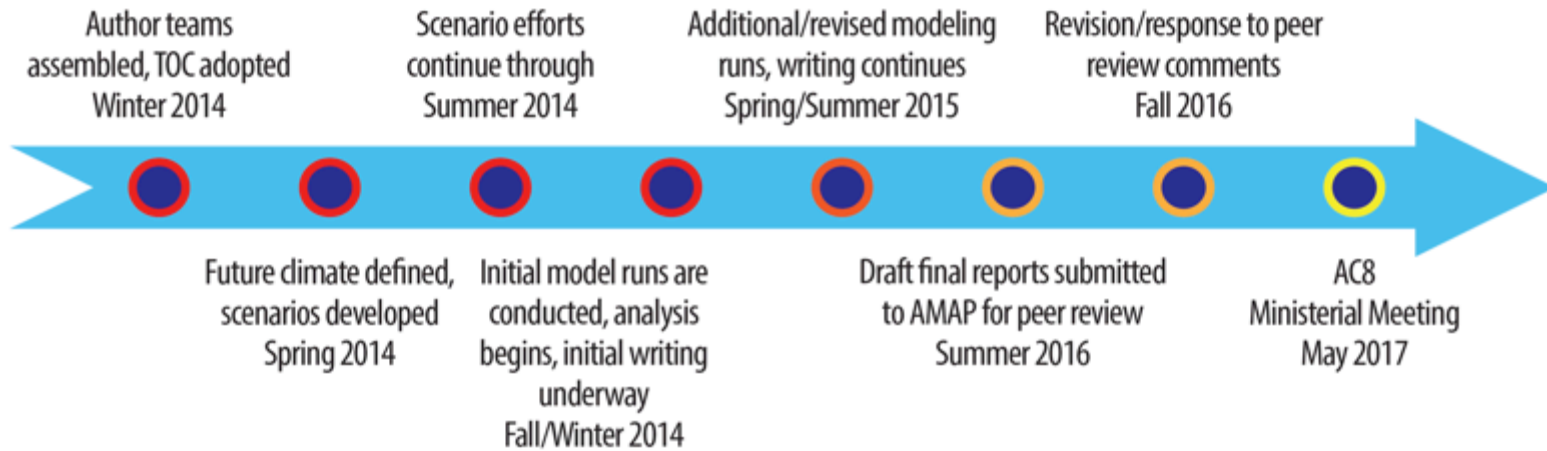 Author teams
assembled, TOC adopted
Winter 2014
Scenario efforts
continue through
Summer 2014
Additional/revised modeling
runs, writing continues
Spring/Summer 2015
Revision/response to peer
review comments
Fall 2016
Future climate defined,
scenarios developed
Spring 2014
Initial model runs are
conducted, analysis
begins, initial writing
underway
Fall/Winter 2014
Draft final reports submitted
to AMAP for peer review
Summer 2016
AC8
Ministerial Meeting
May 2017